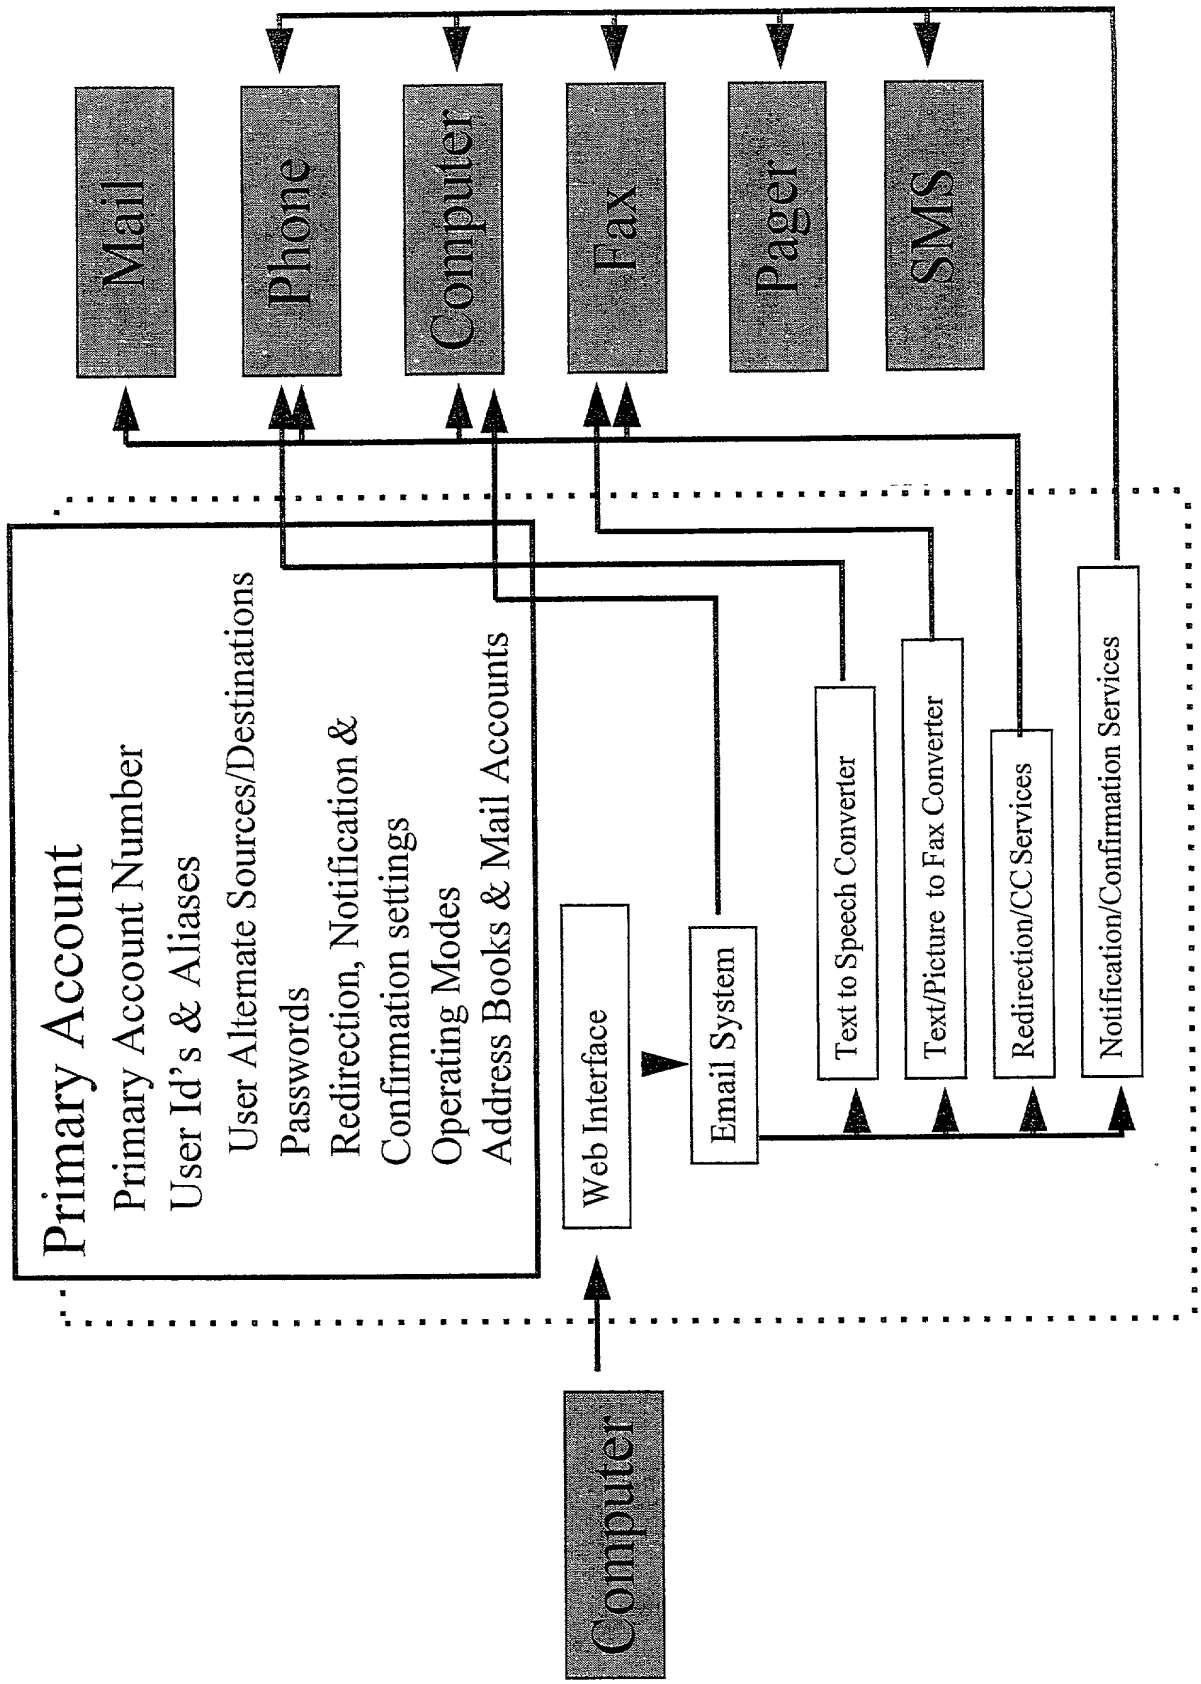 Primary Account
Primary Account Number
User Id's & Aliases
User Alternate Sources/Destinations
Passwords
Redirection, Notification &
Confirmation settings
Operating Modes
Address Books & Mail Accounts
Computer
Web Interface
Email System
Text to Speech Converter
Text/Picture to Fax Converter
Redirection/CC Services
Notification/Confirmation Services
Mail
Phone
Computer
Fax
Pager
SMS